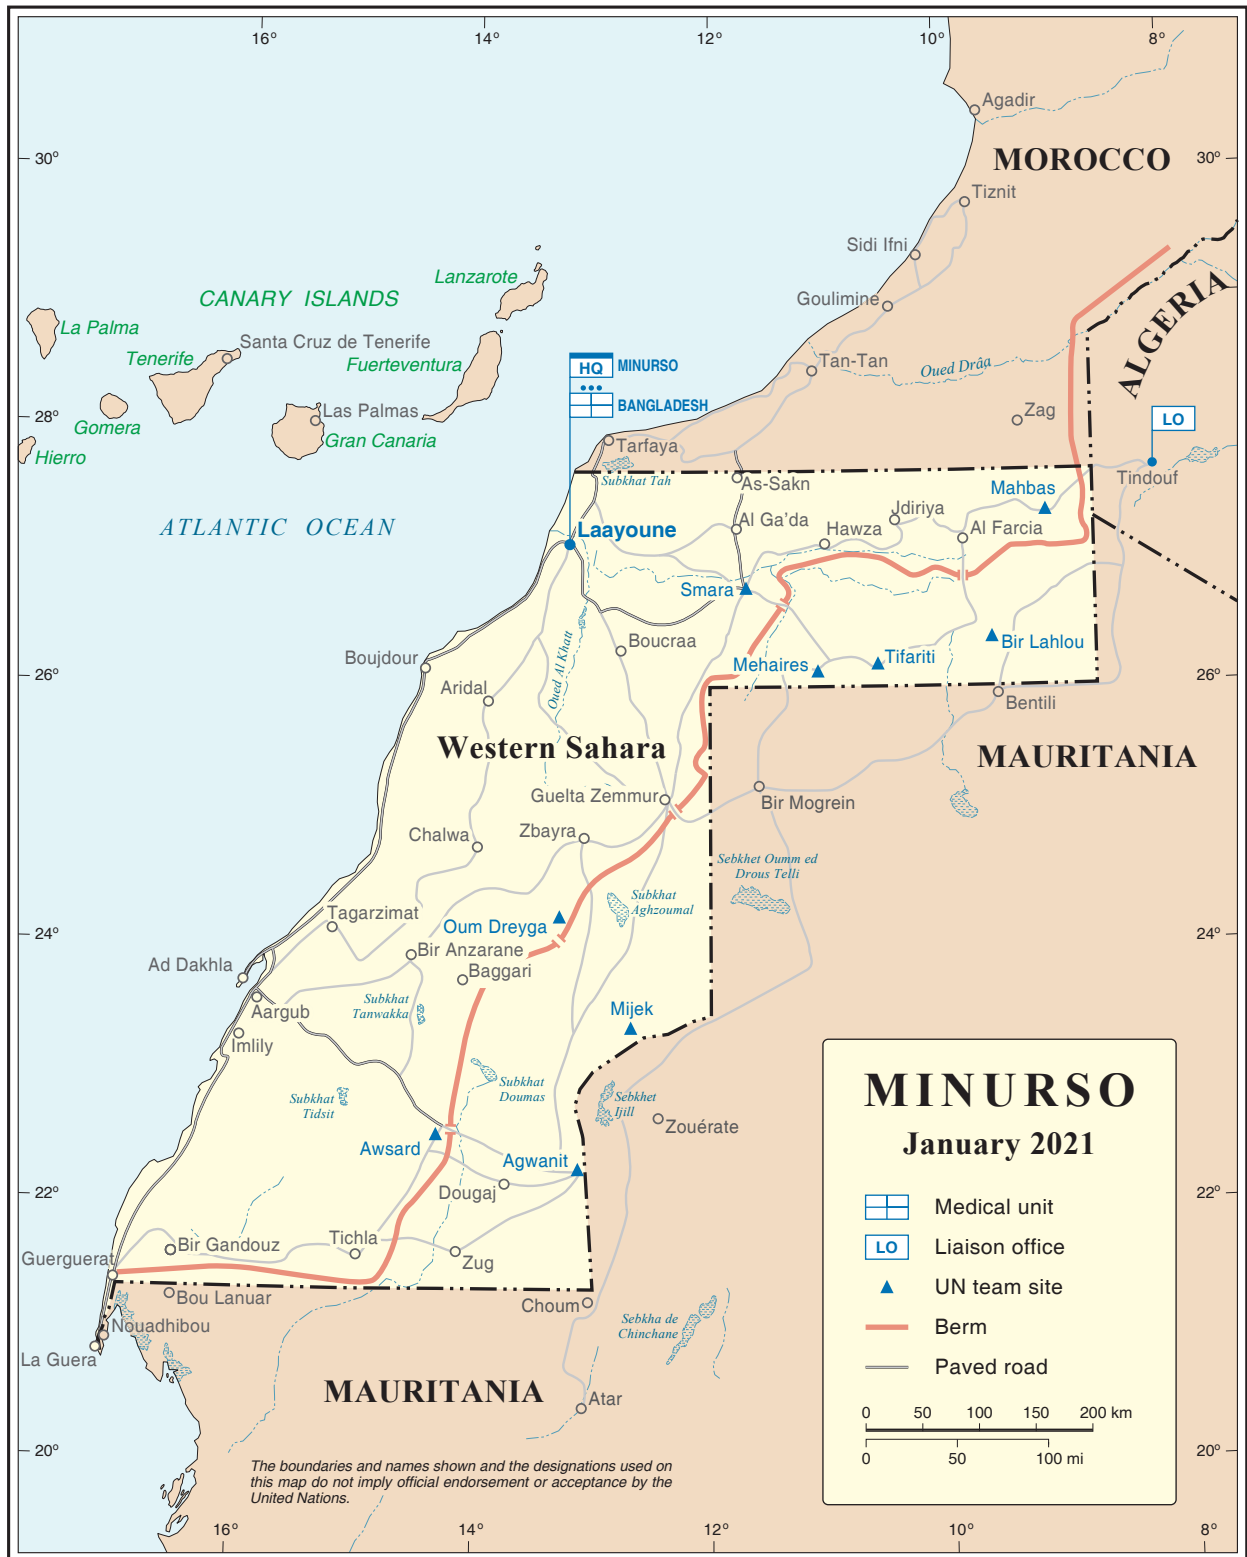 16°
14°
12°
10°
8°
Agadir
30°
MOROCCO
30°
Tiznit
Sidi Ifni
Lanzarote
CANARY ISLANDS
Goulimine
ALGERIA
La Palma
Santa Cruz de Tenerife
Tenerife
Fuerteventura
HQ
MINURSO
Tan-Tan
Oued Drâa
BANGLADESH
28°
Las Palmas
Zag
LO
Gomera
Gran Canaria
Tarfaya
Hierro
Subkhat Tah
As-Sakn
Mahbas
Tindouf
ATLANTIC OCEAN
Laayoune
Al Ga'da
Jdiriya
Hawza
Al Farcia
Smara
Boucraa
Bir Lahlou
Boujdour
Oued Al Khatt
Mehaires
Tifariti
26°
26°
Aridal
Bentili
Western Sahara
MAURITANIA
Guelta Zemmur
Bir Mogrein
Chalwa
Zbayra
Sebkhet Oumm ed
Drous Telli
Subkhat
Aghzoumal
Tagarzimat
Oum Dreyga
24°
24°
Bir Anzarane
Ad Dakhla
Baggari
Subkhat
Tanwakka
Aargub
Mijek
Imlily
Subkhat
Doumas
Subkhat
Tidsit
Sebkhet
Ijill
Zouérate
Awsard
Agwanit
Dougaj
22°
22°
Tichla
Bir Gandouz
Guerguerat
Zug
Bou Lanuar
Choum
Nouadhibou
Sebkha de
Chinchane
La Guera
MAURITANIA
Atar
20°
20°
MINURSO
January 2021
Medical unit
LO
Liaison office
UN team site
Berm
Paved road
0
50
100
150
200 km
0
50
100 mi
The boundaries and names shown and the designations used on
this map do not imply official endorsement or acceptance by the
United Nations.
16°
14°
12°
10°
8°